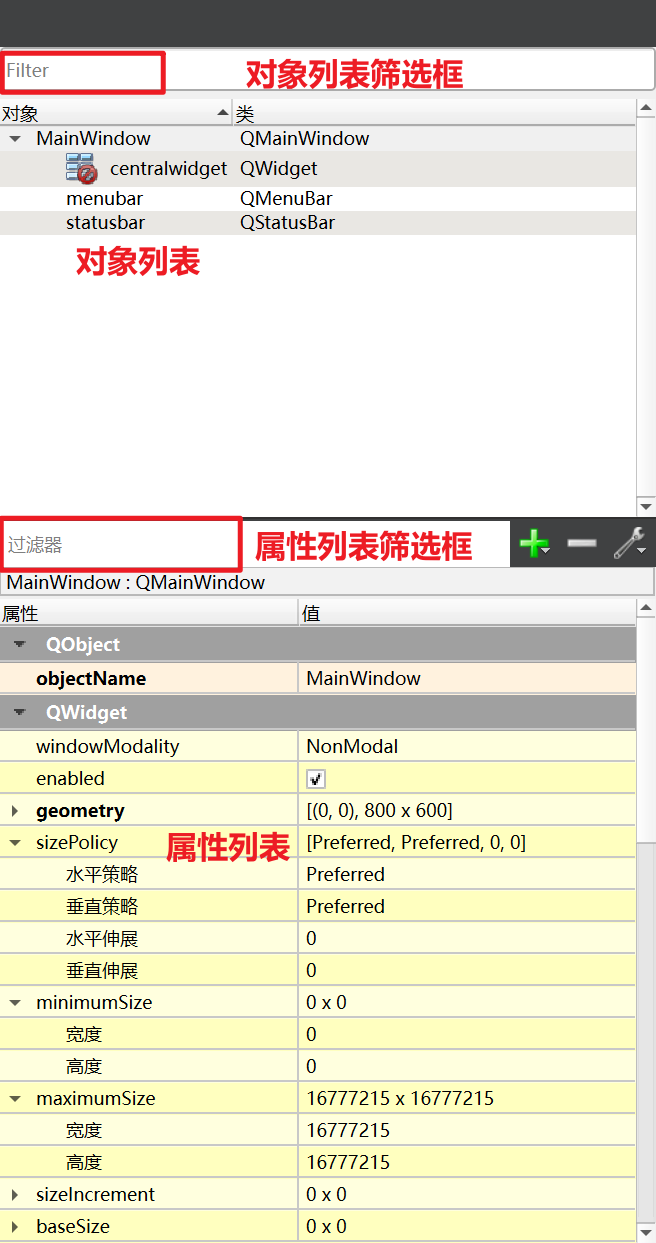 Filter 对象列表筛选框
对象 类
MainWindow QMainWindow
centralwidget QWidget
menubar QMenuBar
statusbar QStatusBar
对象列表
过滤器 属性列表筛选框
MainWindow : QMainWindow
属性 值
QObject
objectName MainWindow
QWidget
windowModality NonModal
enabled
geometry [(0, 0), 800 x 600]
sizePolicy 属性列表 [Preferred, Preferred, 0, 0]
水平策略 Preferred
垂直策略 Preferred
水平伸展 0
垂直伸展 0
minimumSize 0 x 0
宽度 0
高度 0
maximumSize 16777215 x 16777215
宽度 16777215
高度 16777215
sizeIncrement 0 x 0
baseSize 0 x 0